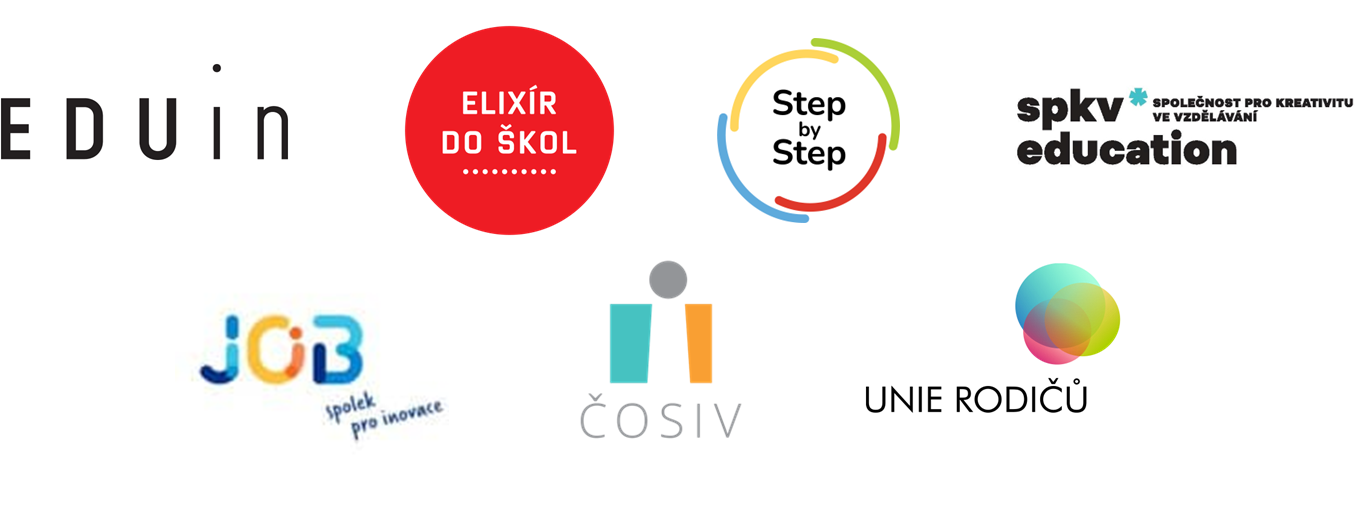 EDUin
ELIXÍR
DO ŠKOL
Step
by
Step
spkv
SPOLEČNOST PRO KREATIVITU
VE VZDĚLÁVÁNÍ
education
JOB
spolek
pro inovace
ČOSIV
UNIE RODIČŮ